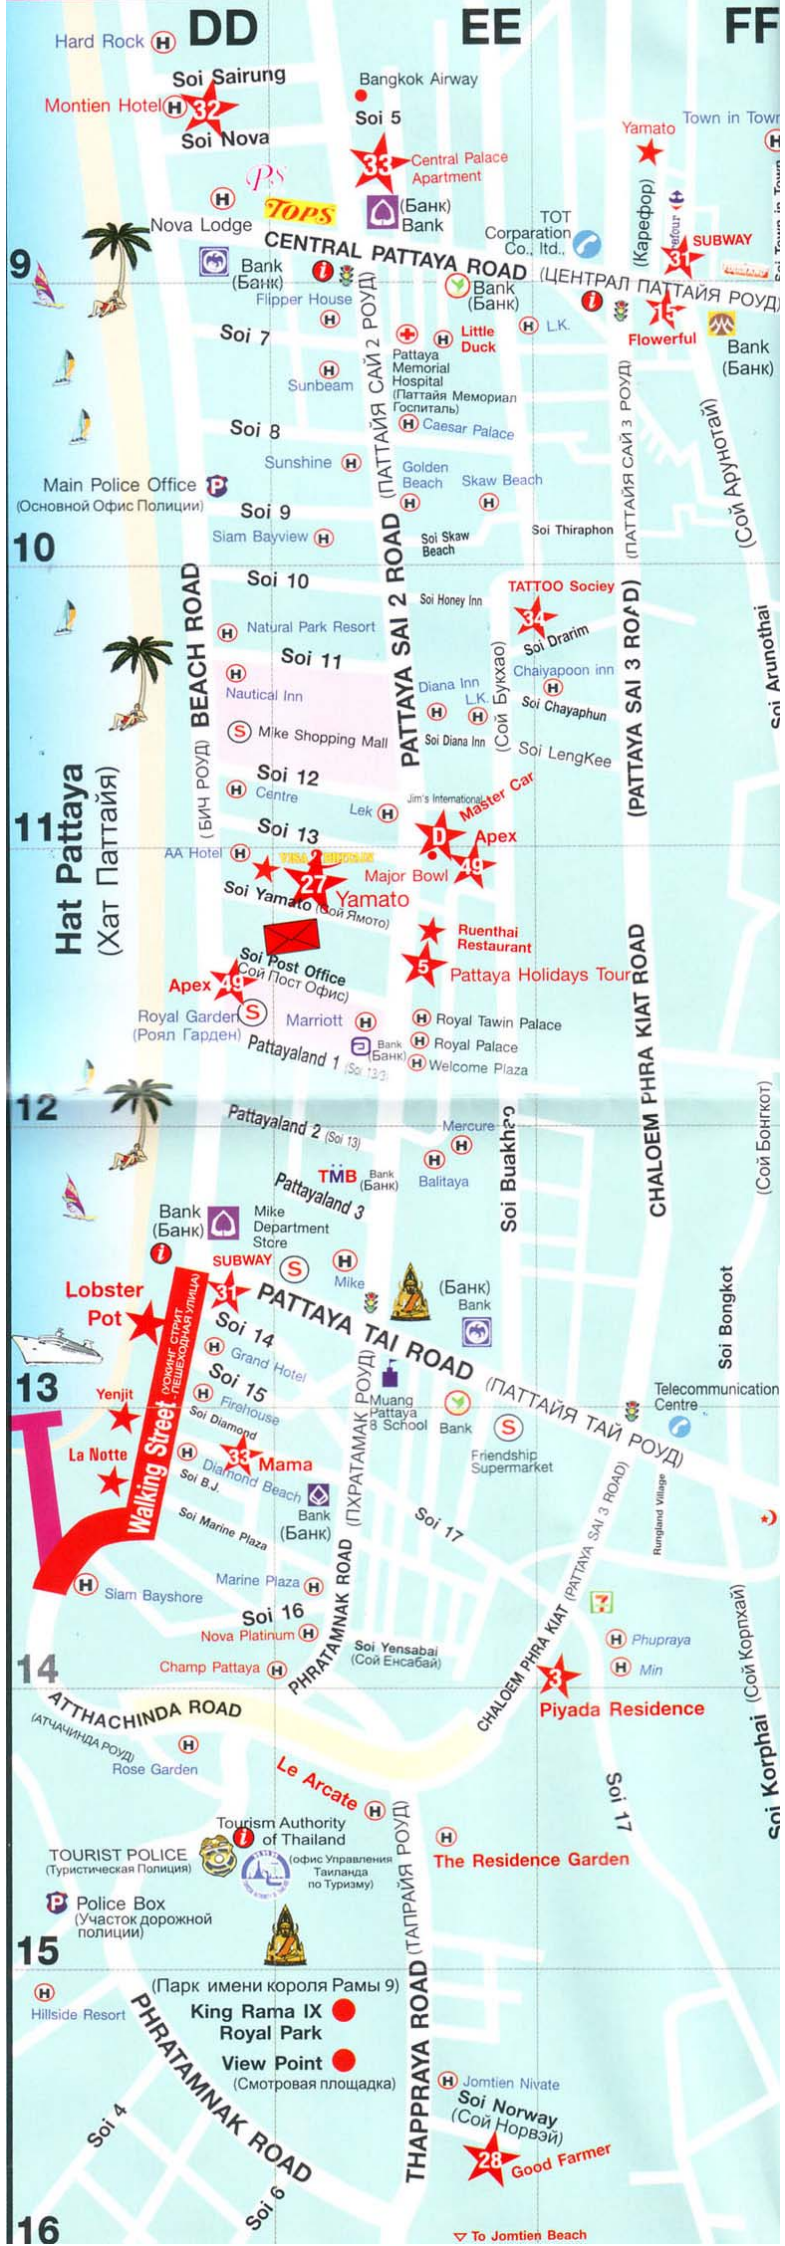 DD
EE
FF
Hard Rock H
Soi Sairung
Bangkok Airway
Montien Hotel H
32
Soi 5
Town in Town
Yamato
H
Soi Nova
33
Central Palace
Apartment
PS
H
TOPS
(Банк)
Bank
TOT
Corparation
Co., ltd.,
(Карефор)
31
SUBWAY
Soi Town in Town
Nova Lodge
CENTRAL PATTAYA ROAD
(ЦЕНТРАЛ ПАТТАЙЯ РОУД)
9
Bank
(Банк)
Bank
(Банк)
Flipper House
H
Soi 7
Little
Duck
H
H L.K.
15
Flowerful
Bank
(Банк)
Pattaya
Memorial
Hospital
(Паттайя Мемориал
Госпиталь)
H
Sunbeam
(ПАТТАЙЯ САЙ 2 РОУД)
(ПАТТАЙЯ САЙ 3 РОУД)
(Сой Арунотай)
Soi 8
H Caesar Palace
Sunshine H
Golden
Beach
H
Skaw Beach
H
Main Police Office P
(Основной Офис Полиции)
Soi 9
Siam Bayview H
Soi Skaw
Beach
Soi Thiraphon
10
Soi 10
Soi Honey Inn
TATTOO Sociey
34
Soi Drarim
BEACH ROAD
(БИЧ РОУД)
PATTAYA SAI 2 ROAD
PATTAYA SAI 3 ROAD)
Soi Arunothai
H Natural Park Resort
Soi 11
H
Nautical Inn
Diana Inn
H
L.K.
H
(Сой Букхао)
Chaiyapoon inn
H
Soi Chayaphun
S Mike Shopping Mall
Soi Diana Inn
Soi LengKee
Hat Pattaya
(Хат Паттайя)
Soi 12
H Centre
Lek H
Jim's International
Master Car
11
Soi 13
D
Apex
AA Hotel H
27
Yamato
Major Bowl
49
Soi Yamato (Сой Ямото)
Ruenthai
Restaurant
Soi Post Office
(Сой Пост Офис)
5
Pattaya Holidays Tour
Apex
49
Royal Garden
(Роял Гарден)
S
Marriott H
H Royal Tawin Palace
Bank
(Банк)
H Royal Palace
H Welcome Plaza
Pattayaland 1 (Soi 13/3)
CHALOEM PHRA KIAT ROAD
12
Pattayaland 2 (Soi 13)
Mercure
H
H
Balitaya
Soi Buakhao
(Сой Бонгкот)
TMB
Bank
(Банк)
Pattayaland 3
Bank
(Банк)
Mike
Department
Store
SUBWAY
S
H
Mike
(Банк)
Bank
Lobster
Pot
31
PATTAYA TAI ROAD
(ПАТТАЙЯ ТАЙ РОУД)
Soi Bongkot
Soi 14
H Grand Hotel
13
Walking Street
(УОКИНГ СТРИТ
-ПЕШЕХОДНАЯ УЛИЦА)
Soi 15
H Firehouse
Muang
Pattaya
8 School
Bank
S
Friendship
Supermarket
Telecommunication
Centre
Yenjit
Soi Diamond
La Notte
33
Mama
H Diamond Beach
Soi B.J.
Bank
(Банк)
Soi Marine Plaza
Soi 17
Rungland Village
(ПХРАТАМАК РОУД)
PHRATAMNAK ROAD
CHALOEM PHRA KIAT (PATTAYA SAI 3 ROAD)
H
Siam Bayshore
Marine Plaza H
Soi 16
Nova Platinum H
Soi Yensabai
(Сой Енсабай)
H Phupraya
H Min
Champ Pattaya H
14
3
Piyada Residence
Soi Korphai (Сой Корпхай)
ATTHACHINDA ROAD
(АТЧАЧИНДА РОУД)
H
Rose Garden
Le Arcate H
Soi 17
Tourism Authority
of Thailand
(офис Управления
Таиланда
по Туризму)
TOURIST POLICE
(Туристическая Полиция)
H
The Residence Garden
P Police Box
(Участок дорожной
полиции)
15
THAPPRAYA ROAD (ТАПРАЙЯ РОУД)
H
Hillside Resort
(Парк имени короля Рамы 9)
King Rama IX
Royal Park
View Point
(Смотровая площадка)
PHRATAMNAK ROAD
H Jomtien Nivate
Soi Norway
(Сой Норвэй)
Soi 4
28
Good Farmer
Soi 6
16
To Jomtien Beach